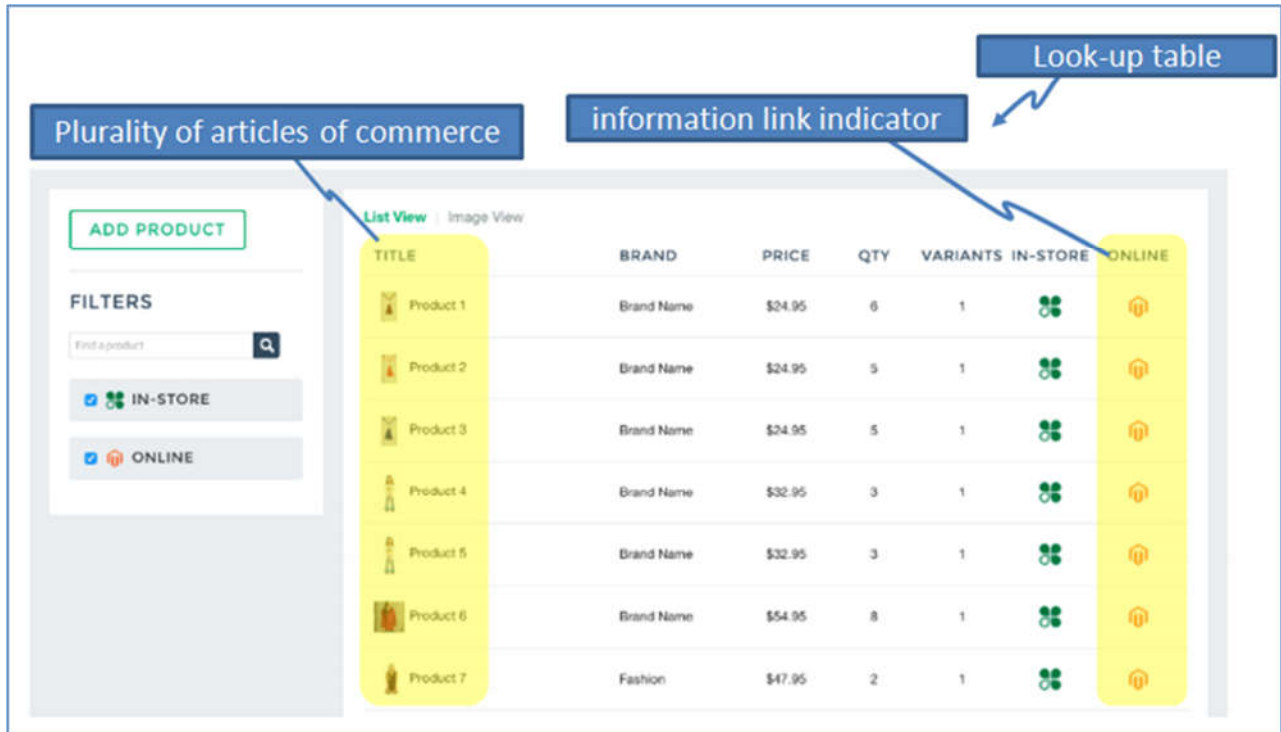 Look-up table
information link indicator
Plurality of articles of commerce
ADD PRODUCT
FILTERS
Find a product
IN-STORE
ONLINE
List View | Image View
TITLE BRAND PRICE QTY VARIANTS IN-STORE ONLINE
Product 1 Brand Name $24.95 6 1
Product 2 Brand Name $24.95 5 1
Product 3 Brand Name $24.95 5 1
Product 4 Brand Name $32.95 3 1
Product 5 Brand Name $32.95 3 1
Product 6 Brand Name $54.95 8 1
Product 7 Fashion $47.95 2 1